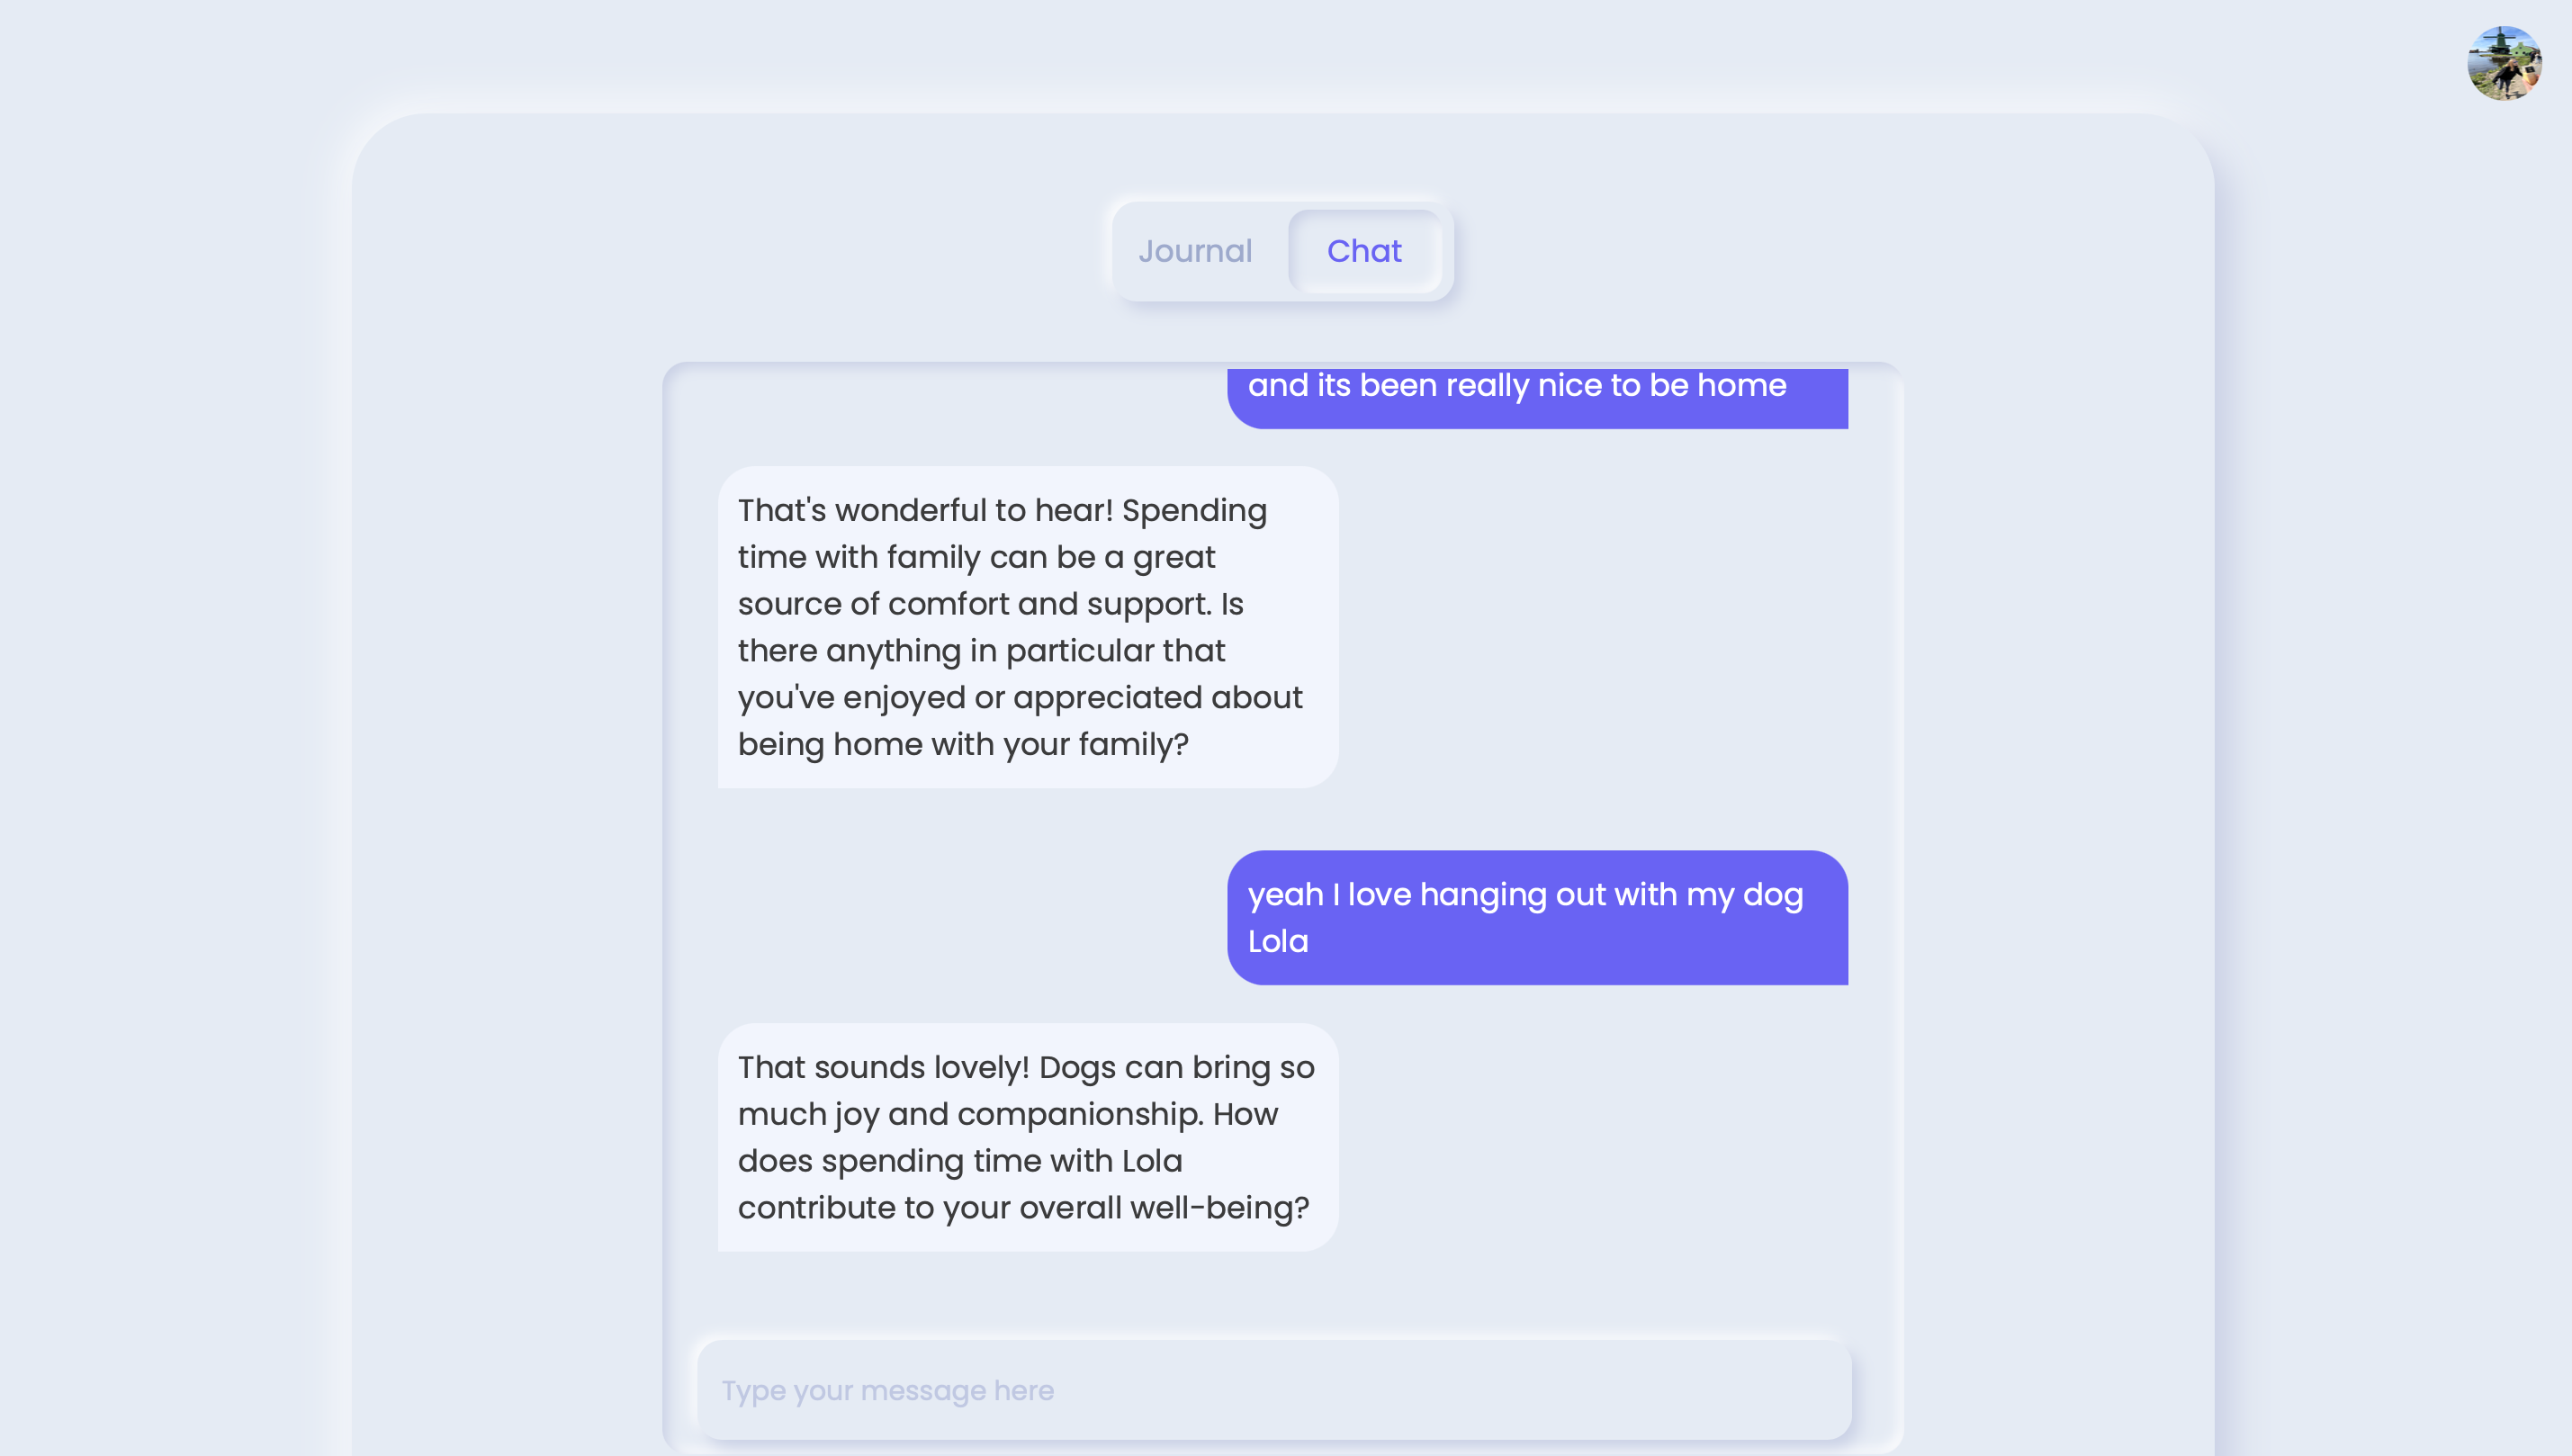 Journal
Chat
and its been really nice to be home
That's wonderful to hear! Spending
time with family can be a great
source of comfort and support. Is
there anything in particular that
you've enjoyed or appreciated about
being home with your family?
yeah I love hanging out with my dog
Lola
That sounds lovely! Dogs can bring so
much joy and companionship. How
does spending time with Lola
contribute to your overall well-being?
Type your message here